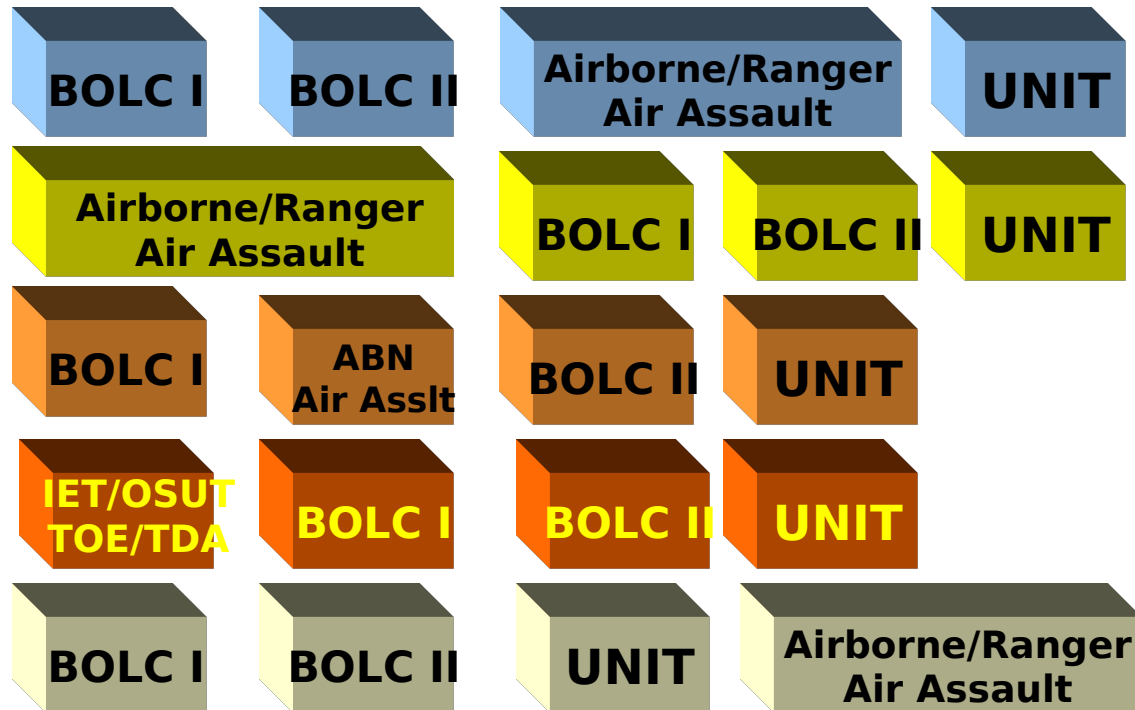 BOLC I
BOLC II
Airborne/Ranger
Air Assault
UNIT
Airborne/Ranger
Air Assault
BOLC I
BOLC II
UNIT
BOLC I
ABN
Air Asslt
BOLC II
UNIT
IET/OSUT
TOE/TDA
BOLC I
BOLC II
UNIT
BOLC I
BOLC II
UNIT
Airborne/Ranger
Air Assault